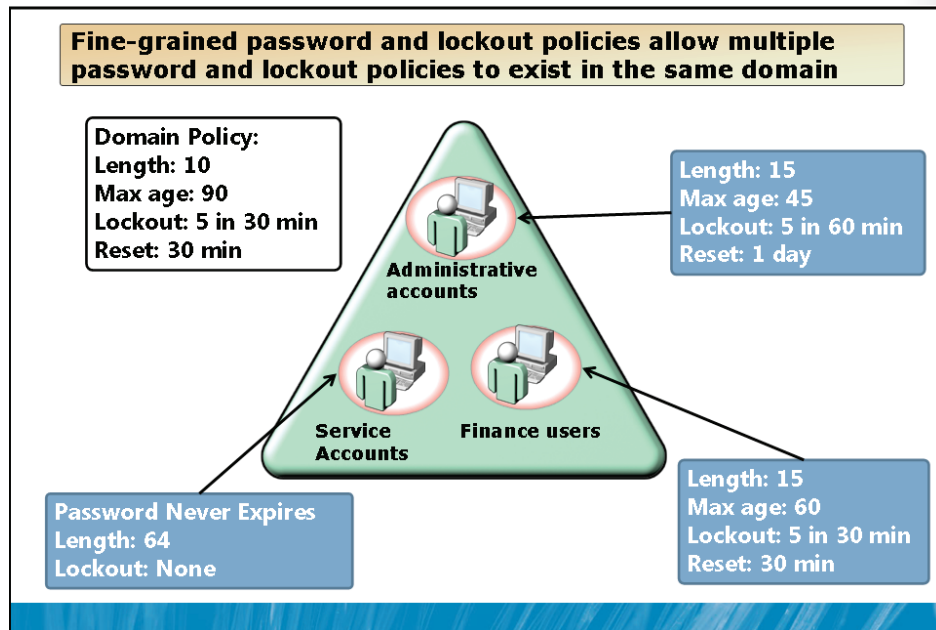 Fine-grained password and lockout policies allow multiple
password and lockout policies to exist in the same domain
Domain Policy:
Length: 10
Max age: 90
Lockout: 5 in 30 min
Reset: 30 min
Length: 15
Max age: 45
Lockout: 5 in 60 min
Reset: 1 day
Administrative
accounts
Service
Accounts
Finance users
Password Never Expires
Length: 64
Lockout: None
Length: 15
Max age: 60
Lockout: 5 in 30 min
Reset: 30 min